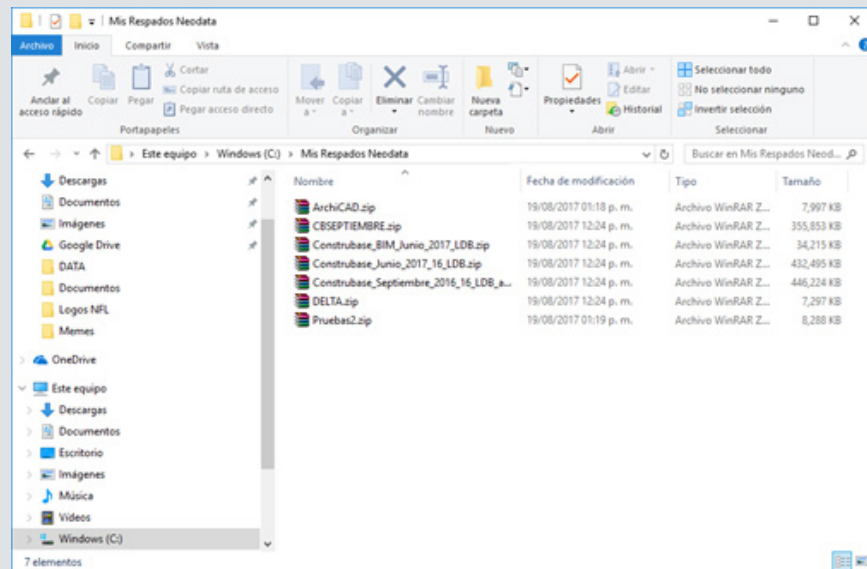 Mis Respados Neodata
Archivo Inicio Compartir Vista
Anclar al acceso rápido
Copiar
Pegar
Cortar
Copiar ruta de acceso
Pegar acceso directo
Portapapeles
Mover a
Copiar a
Eliminar
Cambiar nombre
Organizar
Nueva carpeta
Nuevo
Propiedades
Abrir
Editar
Historial
Abrir
Seleccionar todo
No seleccionar ninguno
Invertir selección
Seleccionar
Este equipo > Windows (C:) > Mis Respados Neodata
Buscar en Mis Respados Neod...
Descargas
Documentos
Imágenes
Google Drive
DATA
Documentos
Logos NFL
Memes
OneDrive
Este equipo
Descargas
Documentos
Escritorio
Imágenes
Música
Vídeos
Windows (C:)
Nombre Fecha de modificación Tipo Tamaño
ArchiCAD.zip 19/08/2017 01:18 p. m. Archivo WinRAR Z... 7,997 KB
CBSEPTIEMBRE.zip 19/08/2017 12:24 p. m. Archivo WinRAR Z... 355,853 KB
Construbase_BIM_Junio_2017_LDB.zip 19/08/2017 12:24 p. m. Archivo WinRAR Z... 34,215 KB
Construbase_Junio_2017_16_LDB.zip 19/08/2017 12:24 p. m. Archivo WinRAR Z... 432,495 KB
Construbase_Septiembre_2016_16_LDB_a... 19/08/2017 12:24 p. m. Archivo WinRAR Z... 446,224 KB
DELTA.zip 19/08/2017 12:24 p. m. Archivo WinRAR Z... 7,297 KB
Pruebas2.zip 19/08/2017 01:19 p. m. Archivo WinRAR Z... 8,288 KB
7 elementos